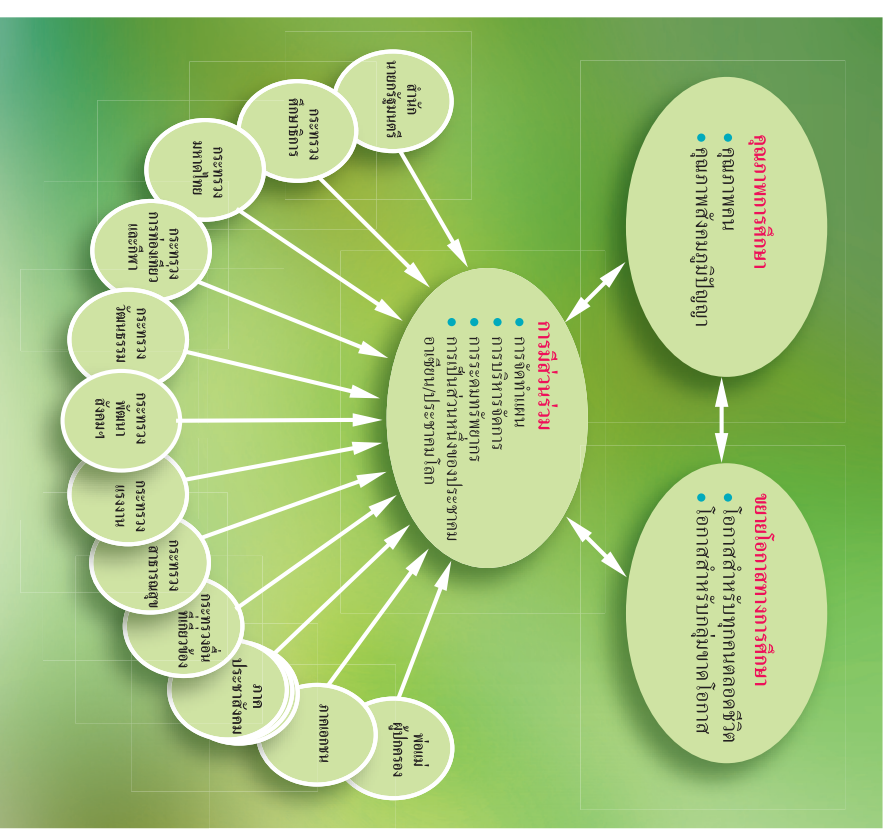 คุณภาพการศึกษา
• คุณภาพคน
• คุณภาพสังคมภูมิปัญญา
ขยายโอกาสทางการศึกษา
• โอกาสสำหรับทุกคนตลอดชีวิต
• โอกาสสำหรับกลุ่มขาดโอกาส
การมีส่วนร่วม
• การจัดทำแผน
• การบริหารจัดการ
• การระดมทรัพยากร
• การเป็นส่วนหนึ่งของประชาคม
อาเซียน/ประชาคมโลก
สำนัก
นายกรัฐมนตรี
กระทรวง
ศึกษาธิการ
กระทรวง
มหาดไทย
กระทรวง
การท่องเที่ยว
และกีฬา
กระทรวง
วัฒนธรรม
กระทรวง
พัฒนา
สังคมฯ
กระทรวง
แรงงาน
กระทรวง
สาธารณสุข
กระทรวงอื่น
ที่เกี่ยวข้อง
ภาค
ประชาสังคม
ภาคเอกชน
พ่อแม่
ผู้ปกครอง